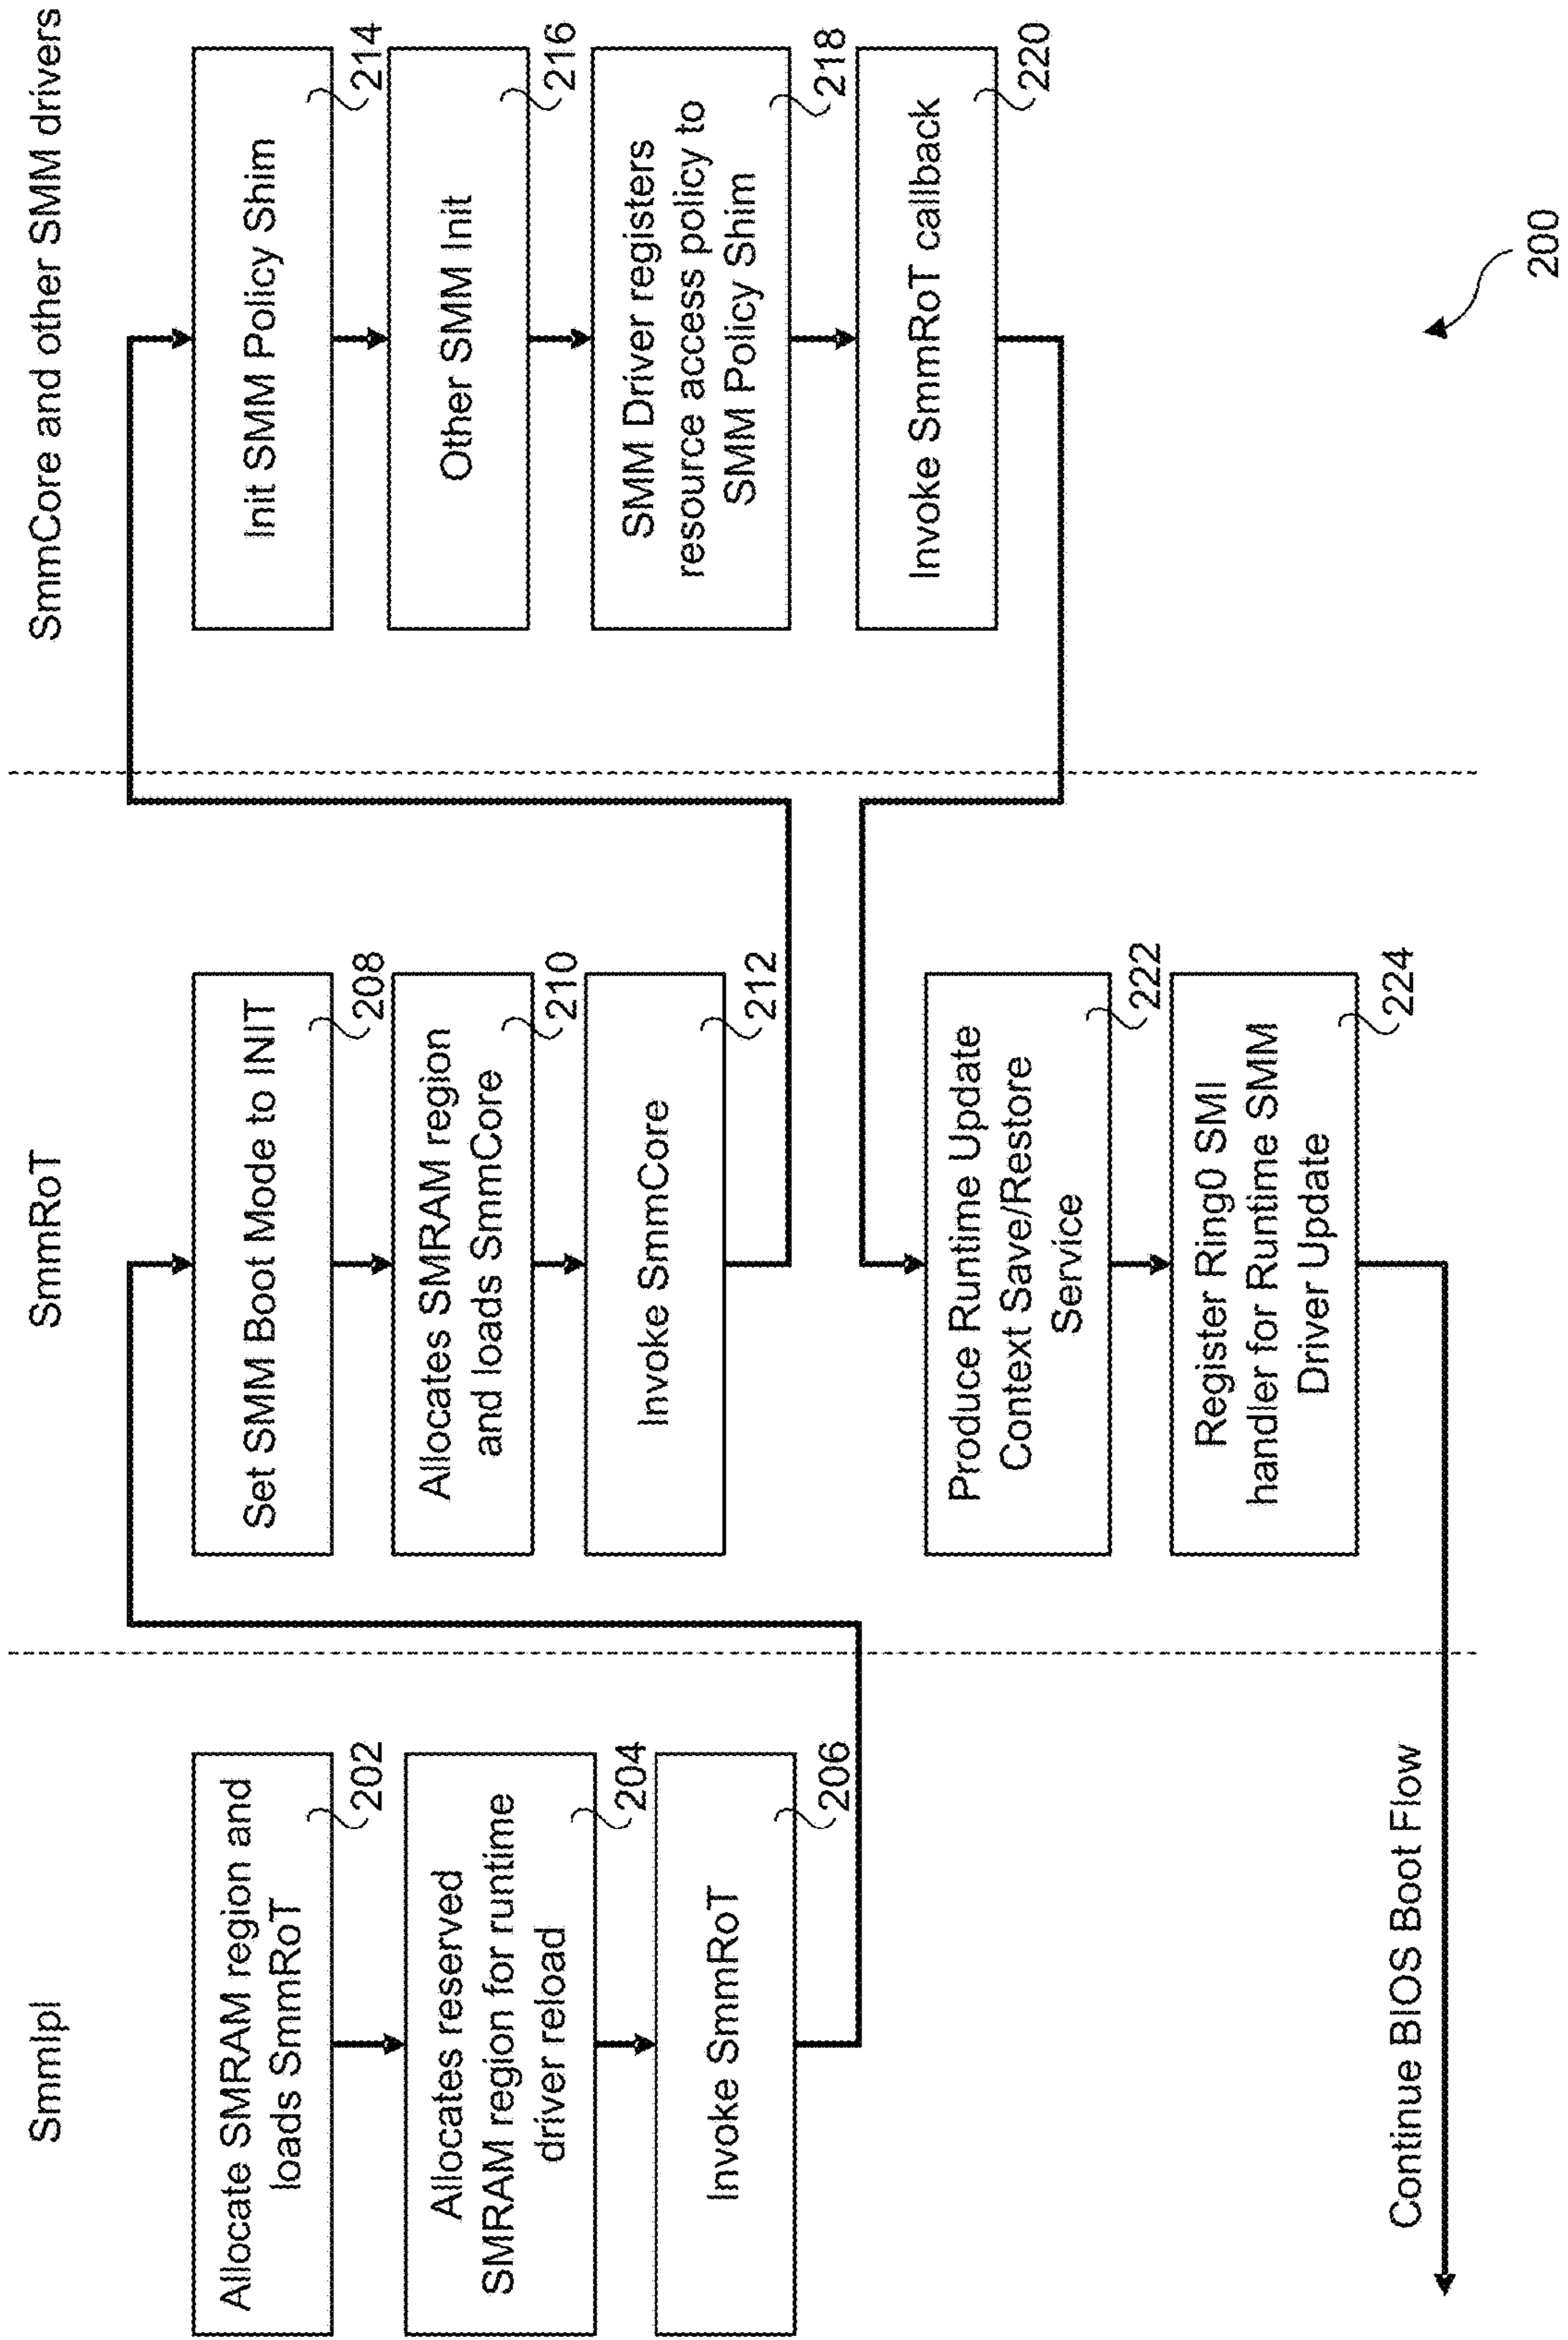 SmmIpl
Allocate SMRAM region and
loads SmmRoT
202
Allocates reserved
SMRAM region for runtime
driver reload
204
Invoke SmmRoT
206
SmmRoT
Set SMM Boot Mode to INIT
208
Allocates SMRAM region
and loads SmmCore
210
Invoke SmmCore
212
SmmCore and other SMM drivers
Init SMM Policy Shim
214
Other SMM Init
216
SMM Driver registers
resource access policy to
SMM Policy Shim
218
Invoke SmmRoT callback
220
Produce Runtime Update
Context Save/Restore
Service
222
Register Ring0 SMI
handler for Runtime SMM
Driver Update
224
Continue BIOS Boot Flow
200